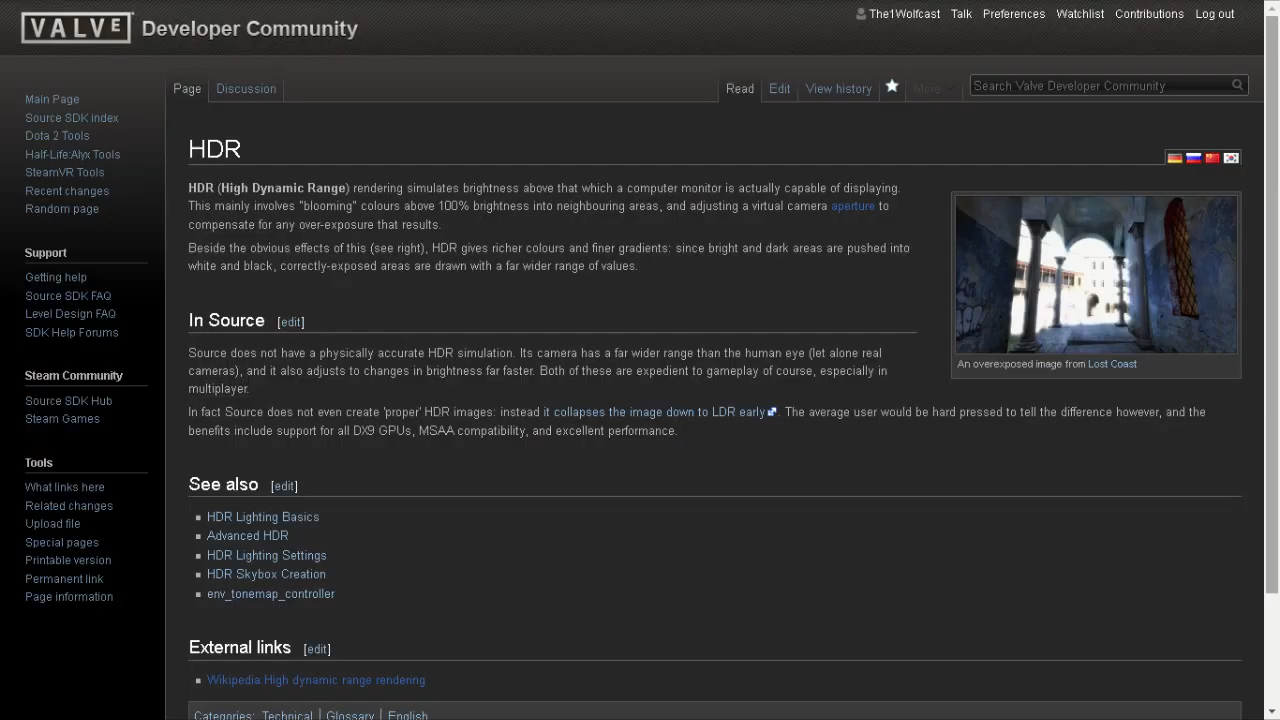 VALVE Developer Community
The1Wolfcast Talk Preferences Watchlist Contributions Log out
Page Discussion Read Edit View history More Search Valve Developer Community
Main Page
Source SDK index
Dota 2 Tools
Half-Life:Alyx Tools
SteamVR Tools
Recent changes
Random page
Support
Getting help
Source SDK FAQ
Level Design FAQ
SDK Help Forums
Steam Community
Source SDK Hub
Steam Games
Tools
What links here
Related changes
Upload file
Special pages
Printable version
Permanent link
Page information
HDR
HDR (High Dynamic Range) rendering simulates brightness above that which a computer monitor is actually capable of displaying.
This mainly involves "blooming" colours above 100% brightness into neighbouring areas, and adjusting a virtual camera aperture to
compensate for any over-exposure that results.
Beside the obvious effects of this (see right), HDR gives richer colours and finer gradients: since bright and dark areas are pushed into
white and black, correctly-exposed areas are drawn with a far wider range of values.
An overexposed image from Lost Coast
In Source [edit]
Source does not have a physically accurate HDR simulation. Its camera has a far wider range than the human eye (let alone real
cameras), and it also adjusts to changes in brightness far faster. Both of these are expedient to gameplay of course, especially in
multiplayer.
In fact Source does not even create 'proper' HDR images: instead it collapses the image down to LDR early. The average user would be hard pressed to tell the difference however, and the
benefits include support for all DX9 GPUs, MSAA compatibility, and excellent performance.
See also [edit]
HDR Lighting Basics
Advanced HDR
HDR Lighting Settings
HDR Skybox Creation
env_tonemap_controller
External links [edit]
Wikipedia:High dynamic range rendering
Categories: Technical | Glossary | English